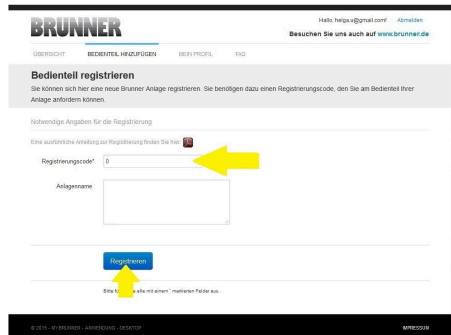 BRUNNER
Hallo, helga.u@gmail.com! Abmelden
Besuchen Sie uns auch auf www.brunner.de
ÜBERSICHT BEDIENTEIL HINZUFÜGEN MEIN PROFIL FAQ
Bedienteil registrieren
Sie können sich hier eine neue Brunner Anlage registrieren. Sie benötigen dazu einen Registrierungscode, den Sie am Bedienteil Ihrer
Anlage anfordern können.
Notwendige Angaben für die Registrierung
Eine ausführliche Anleitung zur Registrierung finden Sie hier:
Registrierungscode* 0
Anlagenname
Registrieren
Bitte alle mit einem * markierten Felder aus.
© 2015 - MYBRUNNER - ANWENDUNG - DESKTOP IMPRESSUM